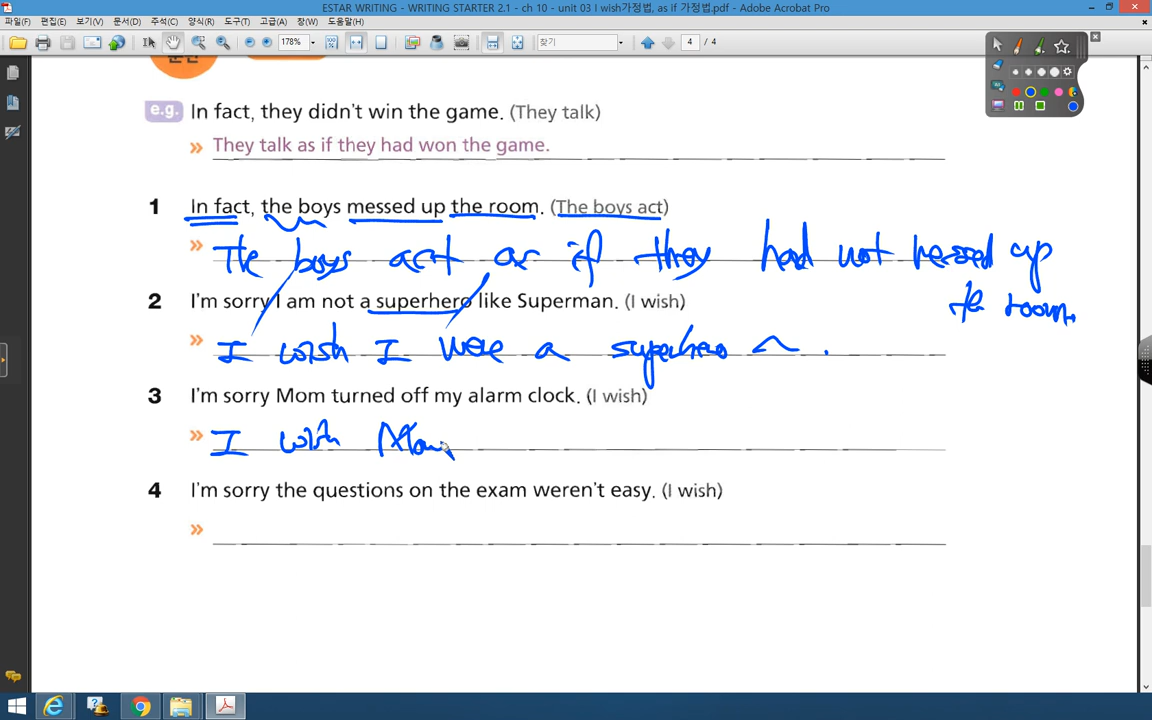 ESTAR WRITING - WRITING STARTER 2.1 - ch 10 - unit 03 I wish가정법, as if 가정법.pdf - Adobe Acrobat Pro
파일(F) 편집(E) 보기(V) 문서(D) 주석(C) 양식(R) 도구(T) 고급(A) 창(W) 도움말(H)
178% 찾기 4 / 4
e.g. In fact, they didn't win the game. (They talk)
» They talk as if they had won the game.
1 In fact, the boys messed up the room. (The boys act)
» The boys act as if they had not messed up
the room.
2 I'm sorry I am not a superhero like Superman. (I wish)
» I wish I were a superhero ~ .
3 I'm sorry Mom turned off my alarm clock. (I wish)
» I wish Mom
4 I'm sorry the questions on the exam weren't easy. (I wish)
»